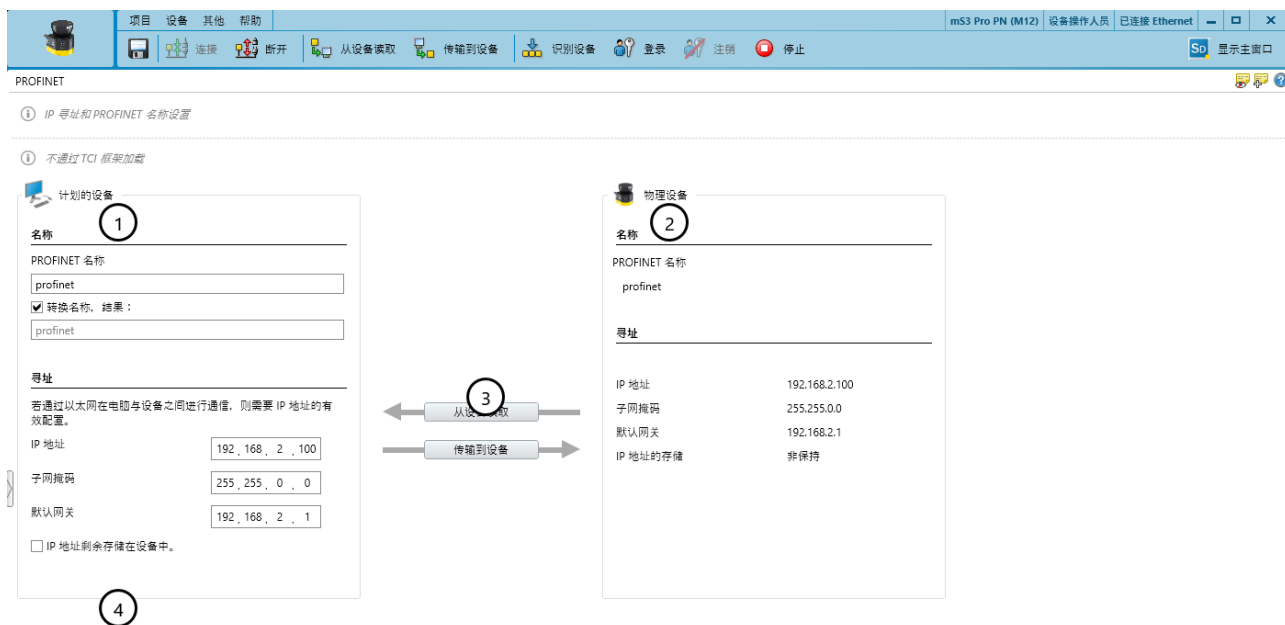 项目 设备 其他 帮助
mS3 Pro PN (M12) 设备操作人员 已连接 Ethernet
连接 断开 从设备读取 传输到设备 识别设备 登录 注销 停止 SD 显示主窗口
PROFINET
IP 寻址和 PROFINET 名称设置
不通过 TCI 框架加载
计划的设备
1
名称
PROFINET 名称
profinet
转换名称，结果：
profinet
寻址
若通过以太网在电脑与设备之间进行通信，则需要 IP 地址的有
效配置。
IP 地址 192 . 168 . 2 . 100
子网掩码 255 . 255 . 0 . 0
默认网关 192 . 168 . 2 . 1
IP 地址剩余存储在设备中。
4
3
从设备读取
传输到设备
物理设备
2
名称
PROFINET 名称
profinet
寻址
IP 地址 192.168.2.100
子网掩码 255.255.0.0
默认网关 192.168.2.1
IP 地址的存储 非保持